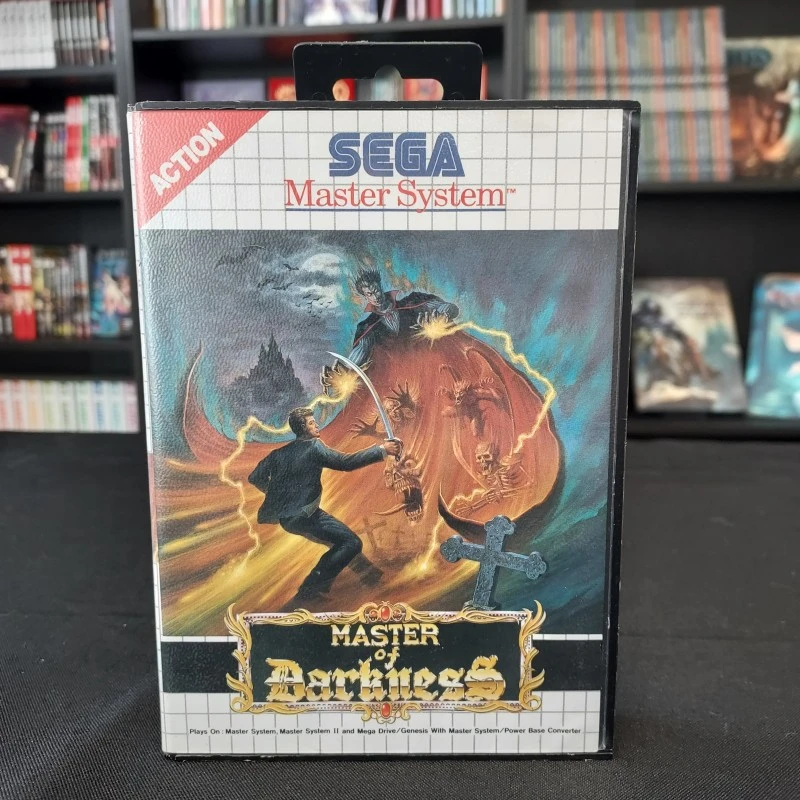 ACTION
SEGA
Master System™
MASTER
of
Darkness
Plays On : Master System, Master System II and Mega Drive/Genesis With Master System/Power Base Converter